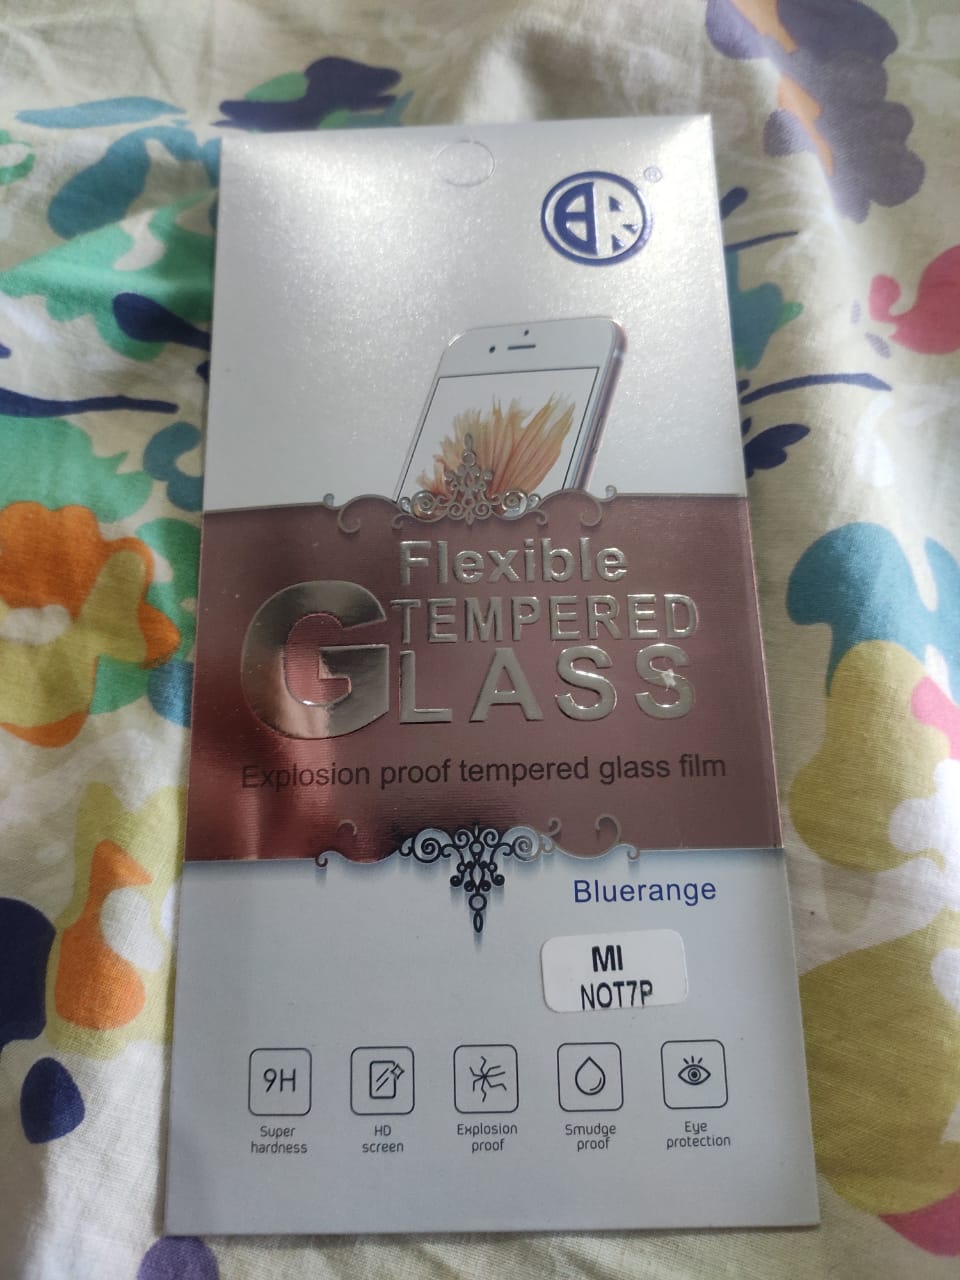 BR®
Flexible
TEMPERED
GLASS
Explosion proof tempered glass film
Bluerange
MI
NOT7P
9H
Super
hardness
HD
screen
Explosion
proof
Smudge
proof
Eye
protection